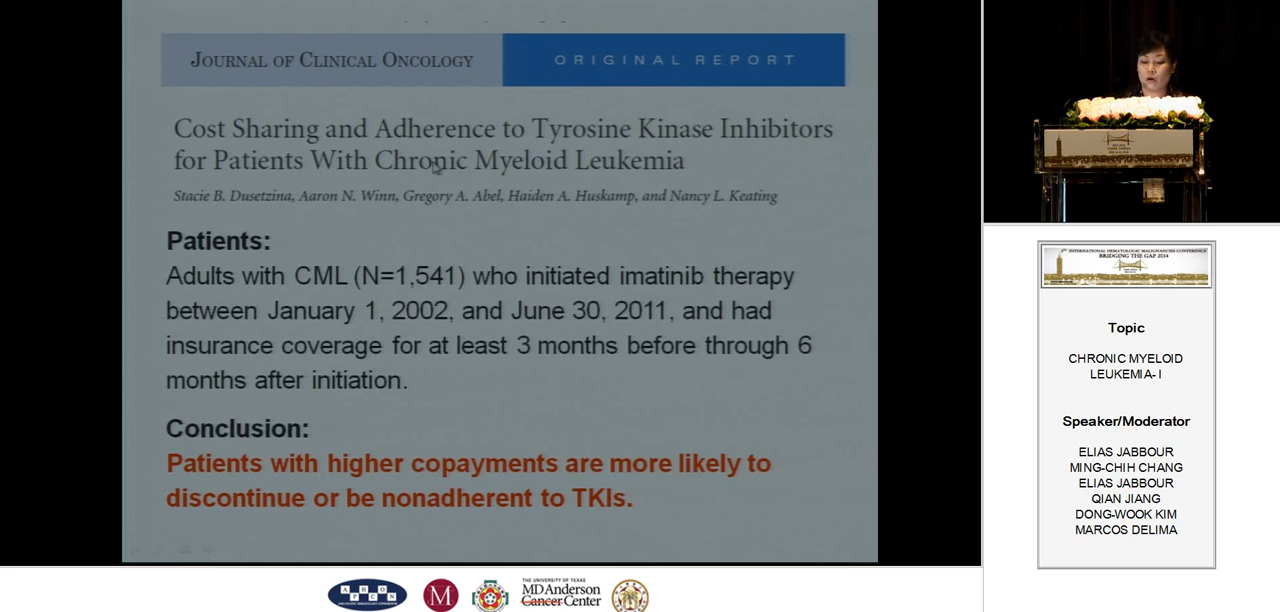 JOURNAL OF CLINICAL ONCOLOGY
ORIGINAL REPORT
Cost Sharing and Adherence to Tyrosine Kinase Inhibitors
for Patients With Chronic Myeloid Leukemia
Stacie B. Dusetzina, Aaron N. Winn, Gregory A. Abel, Haiden A. Huskamp, and Nancy L. Keating
Patients:
Adults with CML (N=1,541) who initiated imatinib therapy
between January 1, 2002, and June 30, 2011, and had
insurance coverage for at least 3 months before through 6
months after initiation.
Conclusion:
Patients with higher copayments are more likely to
discontinue or be nonadherent to TKIs.
INTERNATIONAL HEMATOLOGIC MALIGNANCIES CONFERENCE
BRIDGING THE GAP 2014
Topic
CHRONIC MYELOID
LEUKEMIA- I
Speaker/Moderator
ELIAS JABBOUR
MING-CHIH CHANG
ELIAS JABBOUR
QIAN JIANG
DONG-WOOK KIM
MARCOS DELIMA
A H O N
P C N
M
THE UNIVERSITY OF TEXAS
MD Anderson
Cancer Center